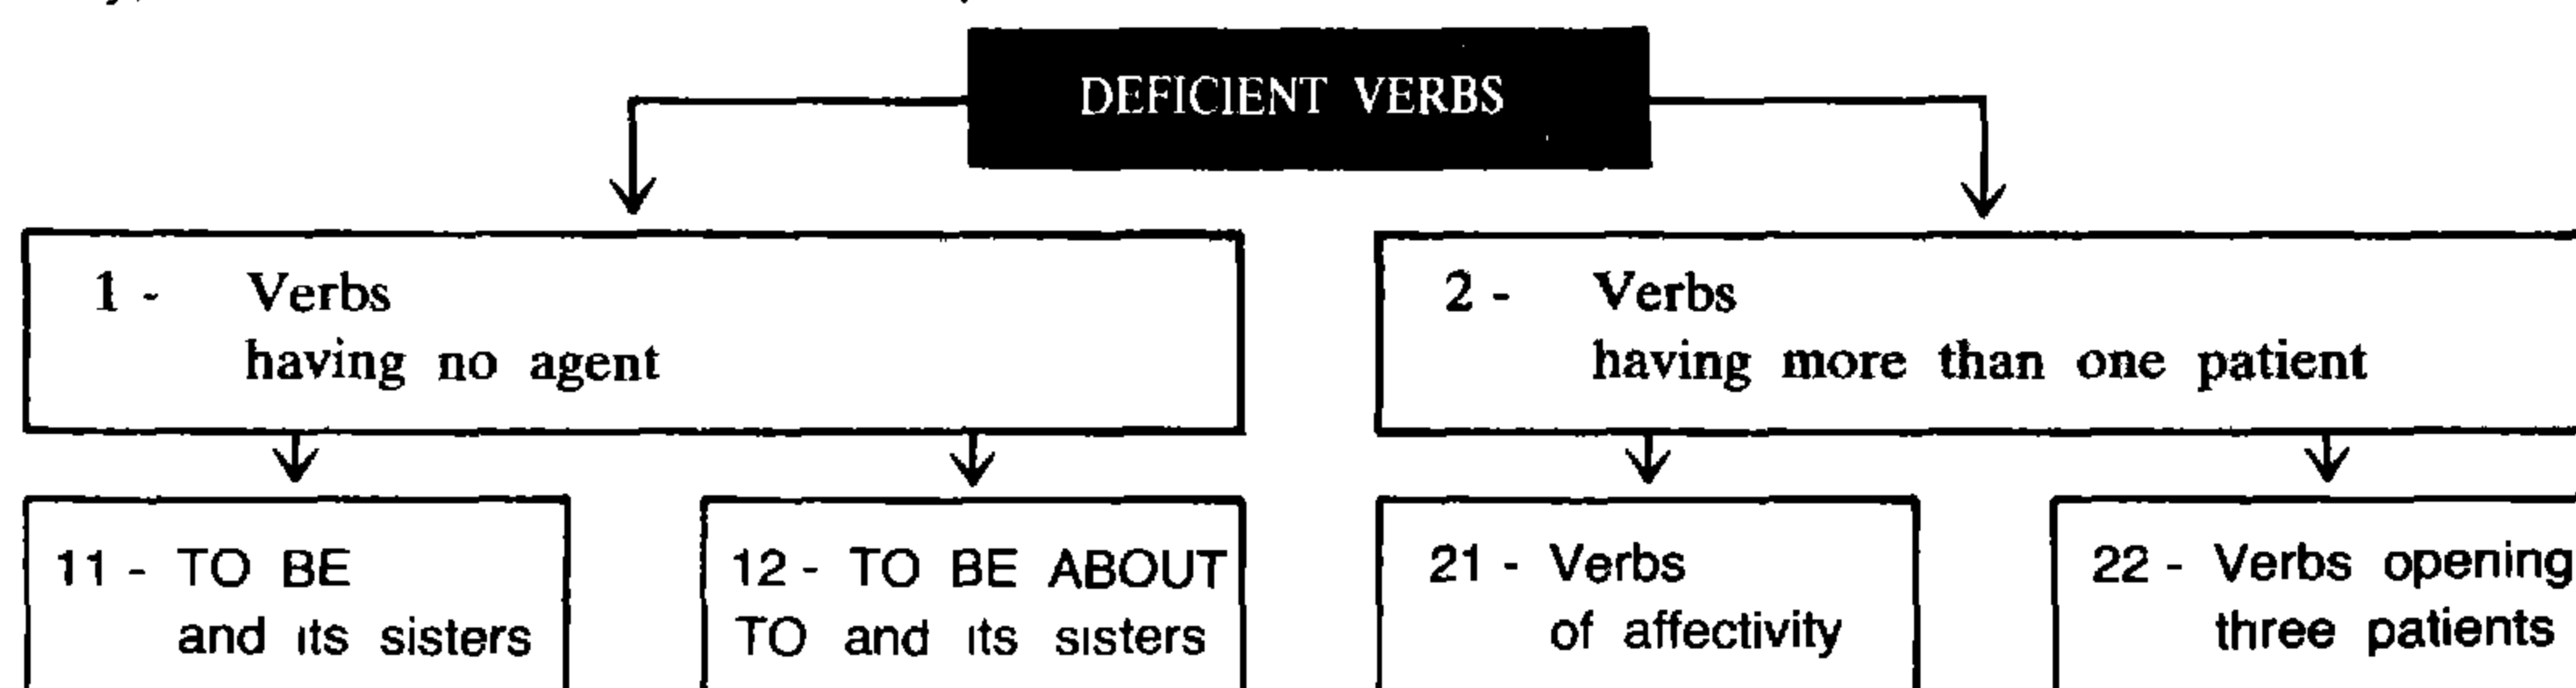 DEFICIENT VERBS
1 - Verbs
having no agent
2 - Verbs
having more than one patient
11 - TO BE
and its sisters
12 - TO BE ABOUT
TO and its sisters
21 - Verbs
of affectivity
22 - Verbs opening
three patients